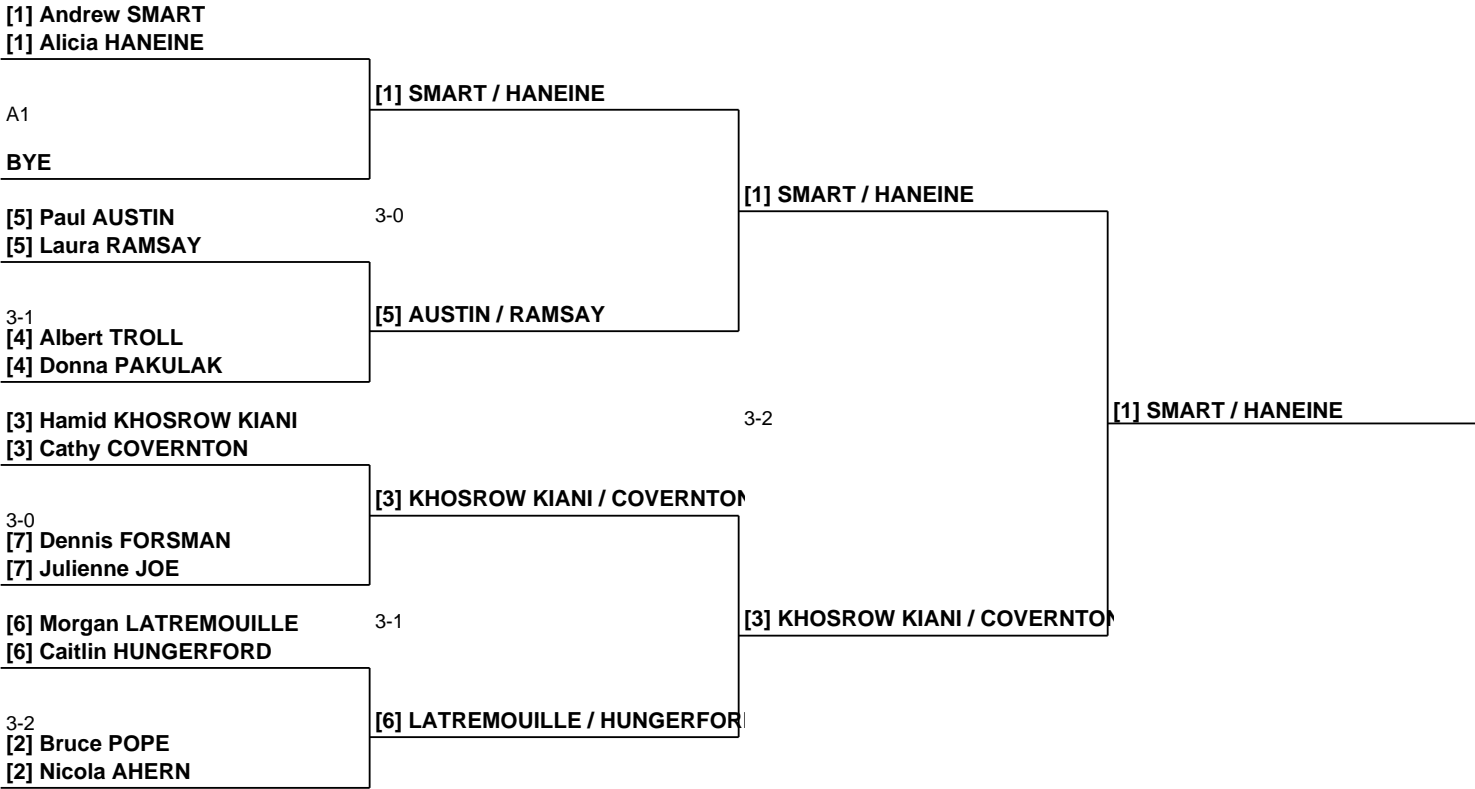 [1] Andrew SMART
[1] Alicia HANEINE
A1
BYE
[1] SMART / HANEINE
[5] Paul AUSTIN
[5] Laura RAMSAY
3-1
[4] Albert TROLL
[4] Donna PAKULAK
3-0
[5] AUSTIN / RAMSAY
[1] SMART / HANEINE
[3] Hamid KHOSROW KIANI
[3] Cathy COVERNTON
3-0
[7] Dennis FORSMAN
[7] Julienne JOE
[3] KHOSROW KIANI / COVERNTON
[6] Morgan LATREMOUILLE
[6] Caitlin HUNGERFORD
3-2
[2] Bruce POPE
[2] Nicola AHERN
3-1
[6] LATREMOUILLE / HUNGERFOR
[3] KHOSROW KIANI / COVERNTON
3-2
[1] SMART / HANEINE